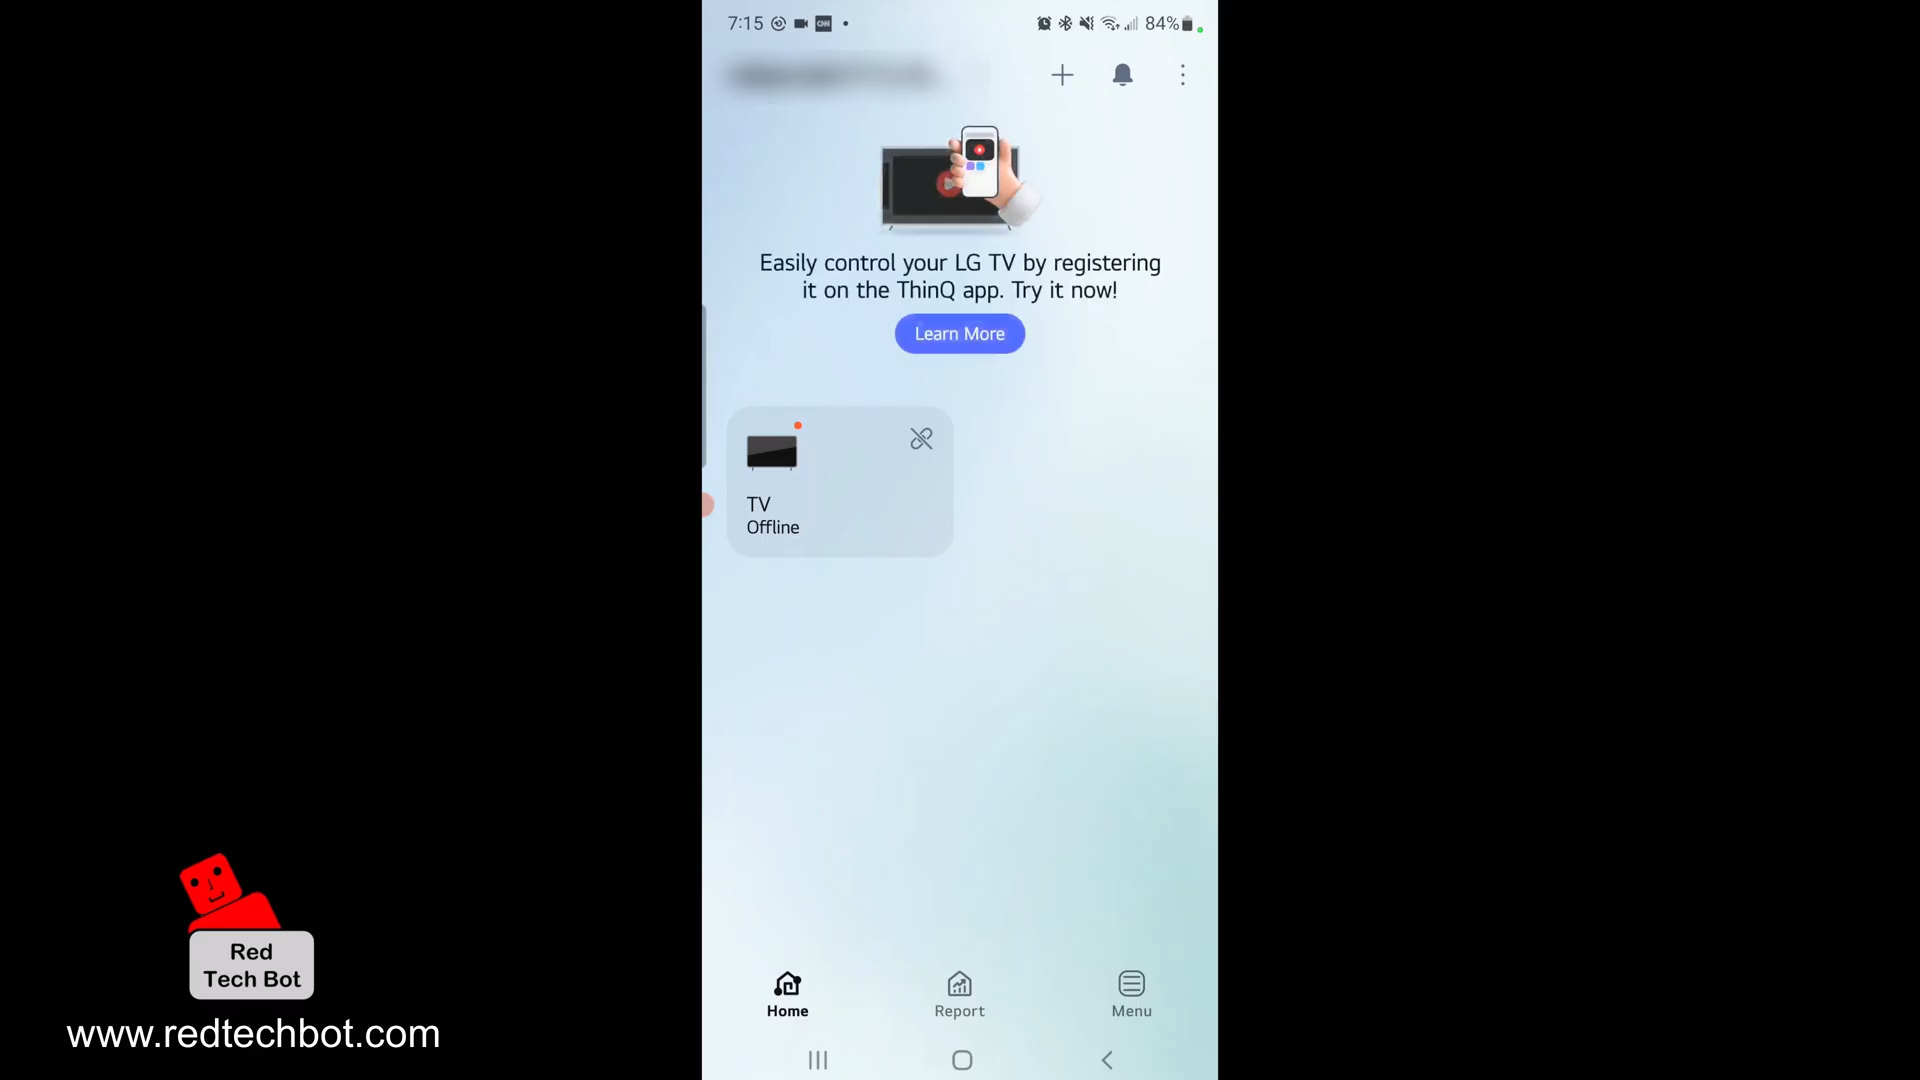 7:15
CNN
84%
Easily control your LG TV by registering
it on the ThinQ app. Try it now!
Learn More
TV
Offline
Home
Report
Menu
Red
Tech Bot
www.redtechbot.com